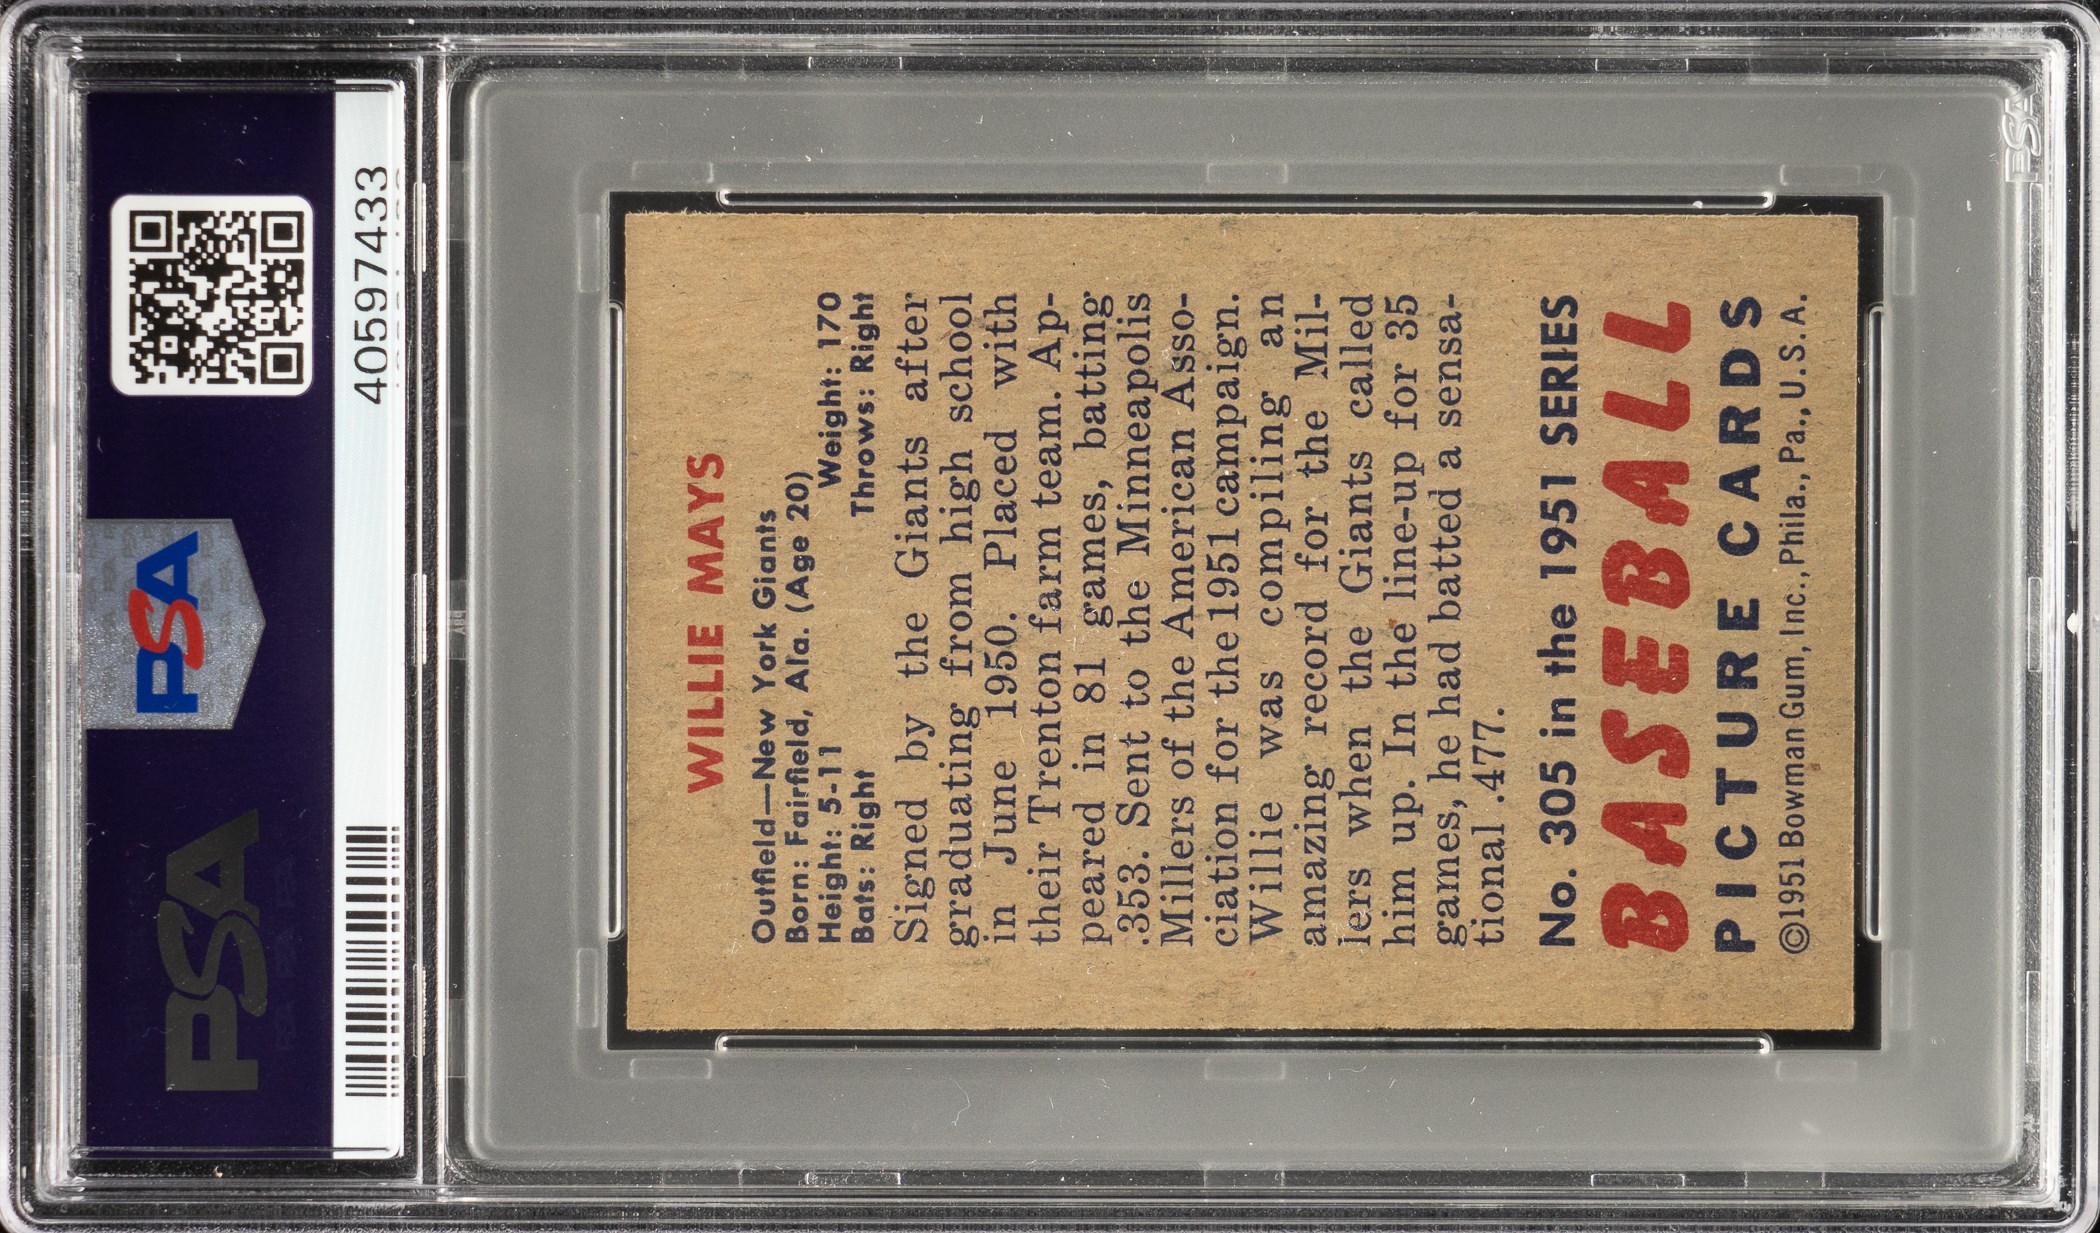 PSA
PSA
40597433
WILLIE MAYS
Outfield—New York Giants
Born: Fairfield, Ala. (Age 20)
Height: 5-11 Weight: 170
Bats: Right Throws: Right
Signed by the Giants after
graduating from high school
in June 1950. Placed with
their Trenton farm team. Ap-
peared in 81 games, batting
.353. Sent to the Minneapolis
Millers of the American Asso-
ciation for the 1951 campaign.
Willie was compiling an
amazing record for the Mil-
lers when the Giants called
him up. In the line-up for 35
games, he had batted a sensa-
tional .477.
No. 305 in the 1951 SERIES
BASEBALL
PICTURE CARDS
©1951 Bowman Gum, Inc., Phila., Pa., U.S.A.
PSA